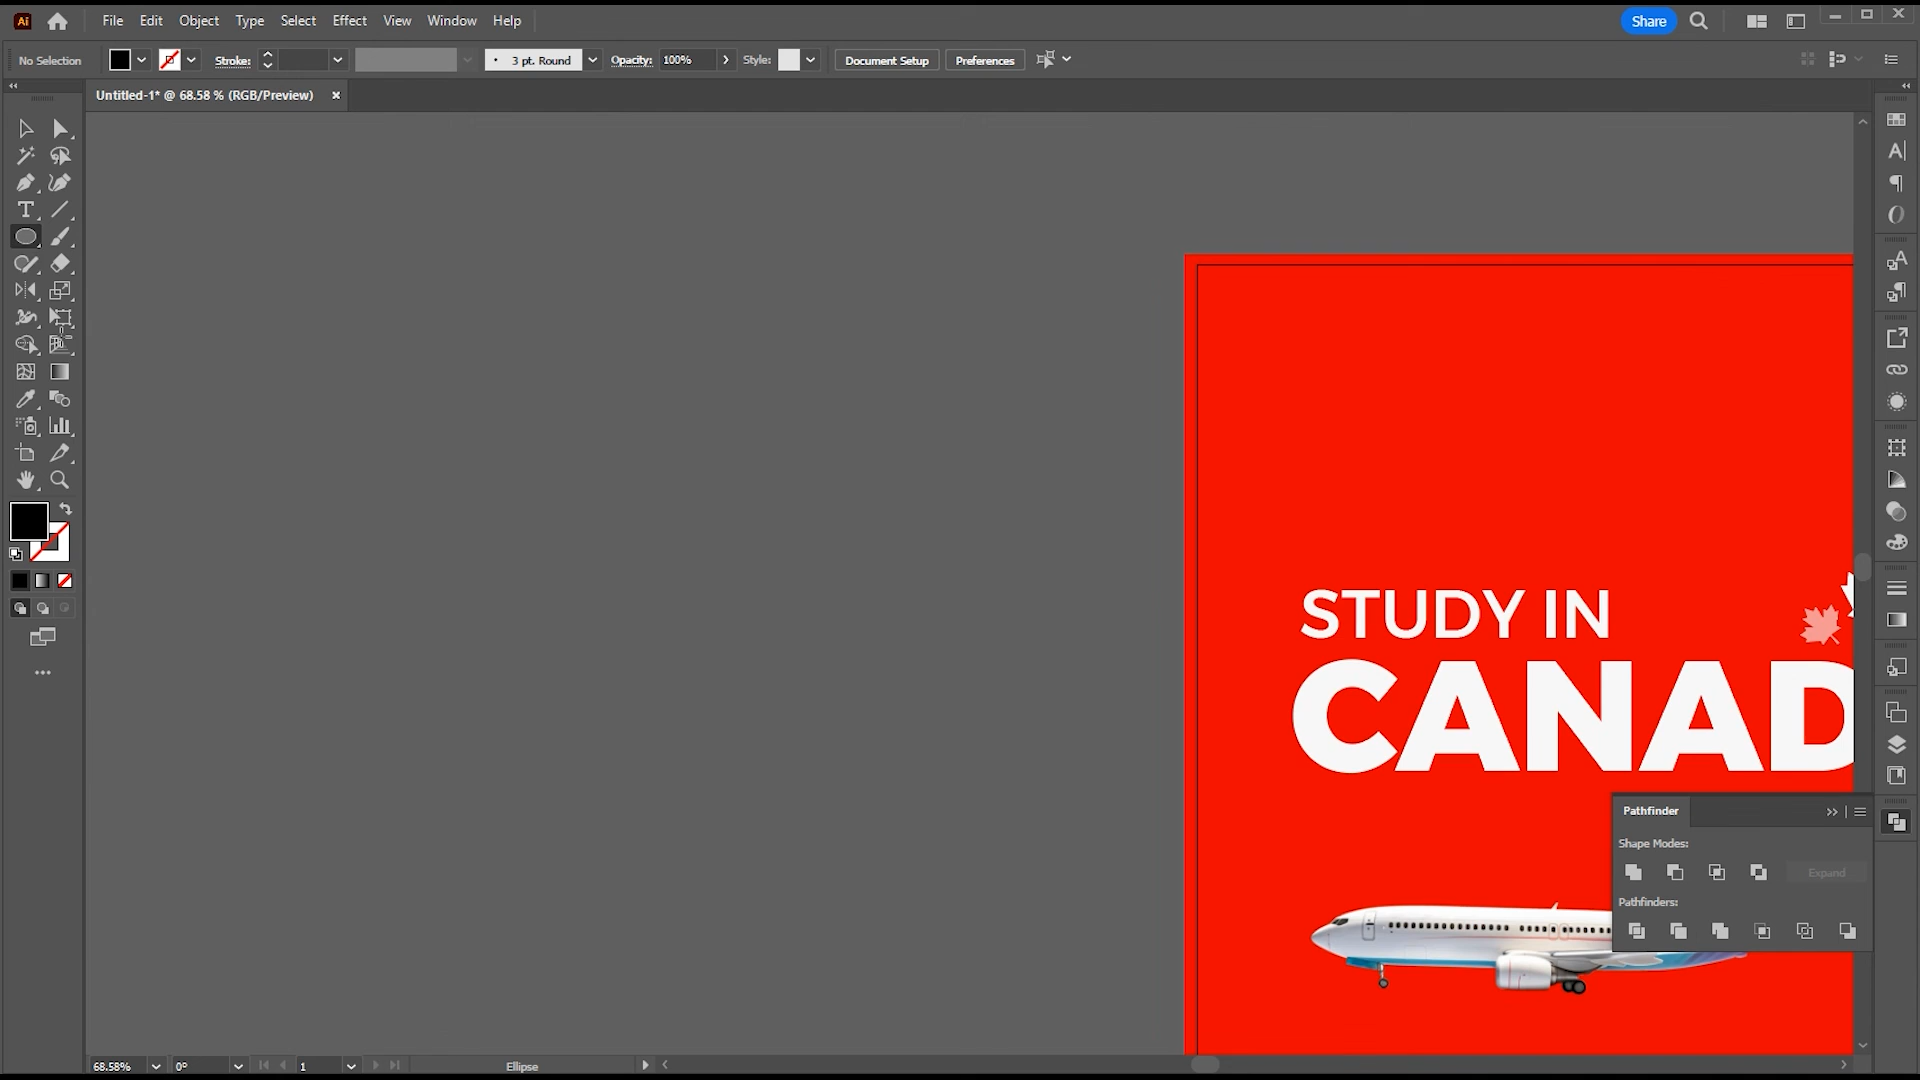 Ai File Edit Object Type Select Effect View Window Help Share
No Selection Stroke: 3 pt. Round Opacity: 100% Style: Document Setup Preferences
Untitled-1* @ 68.58 % (RGB/Preview) ×
STUDY IN
CANAD
Pathfinder
Shape Modes:
Expand
Pathfinders:
68.58% 0° 1 Ellipse